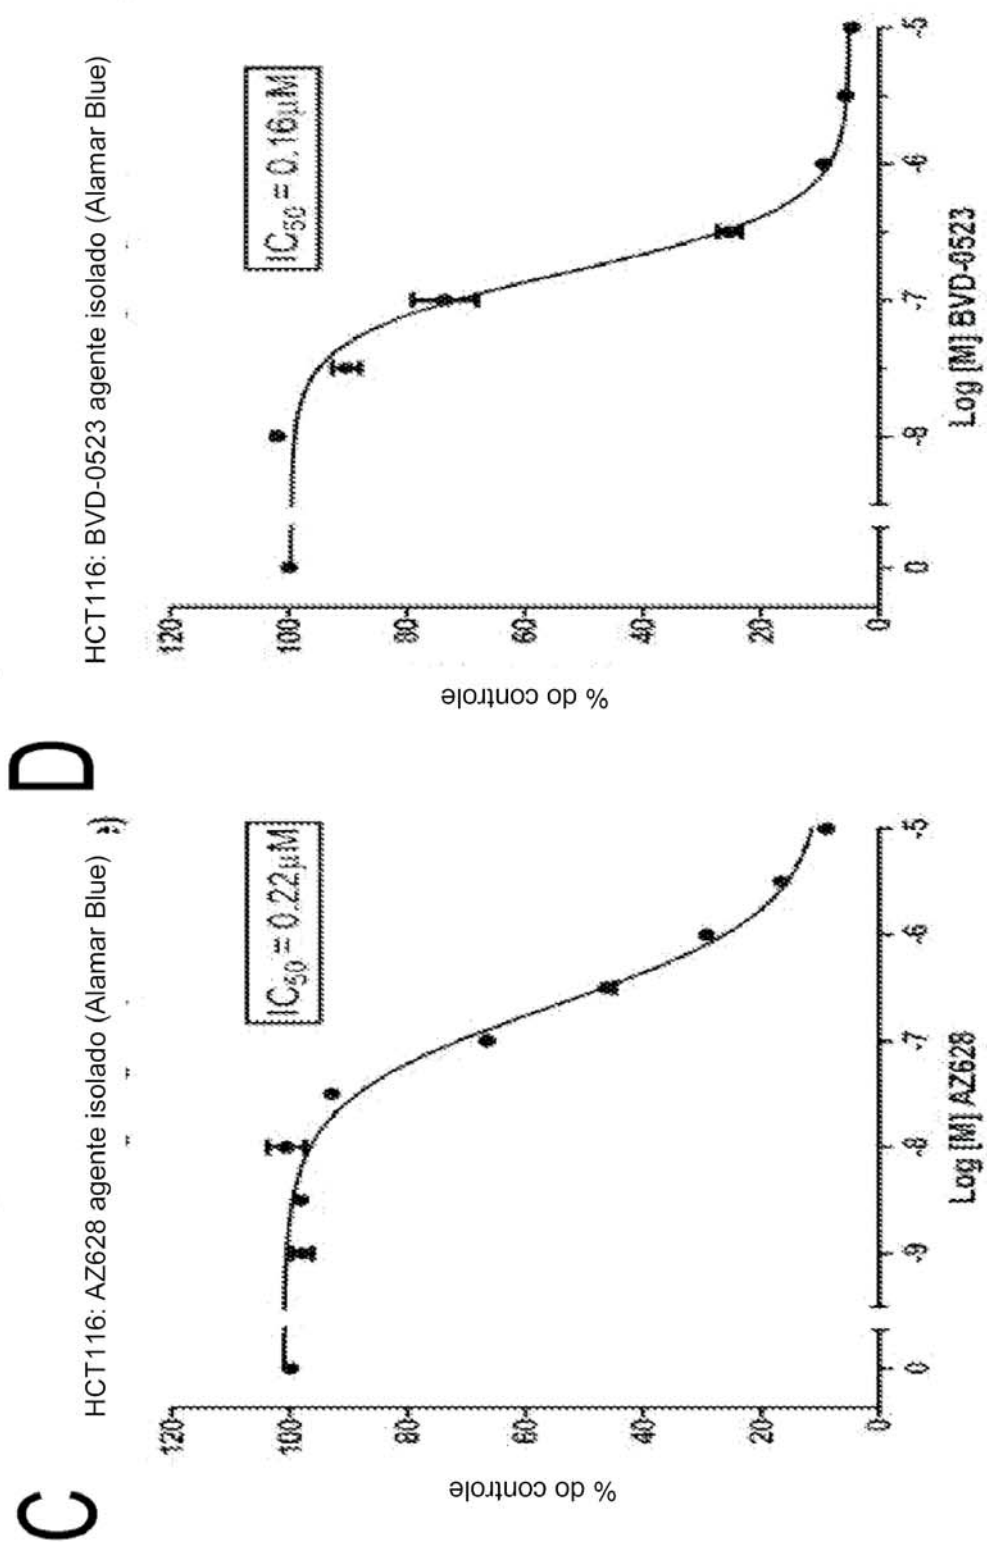 C
HCT116: AZ628 agente isolado (Alamar Blue)
IC50 = 0.22µM
% do controle
120
100
80
60
40
20
0
0
-9
-8
-7
-6
-5
Log [M] AZ628
D
HCT116: BVD-0523 agente isolado (Alamar Blue)
IC50 = 0.16µM
% do controle
120
100
80
60
40
20
0
0
-8
-7
-6
-5
Log [M] BVD-0523